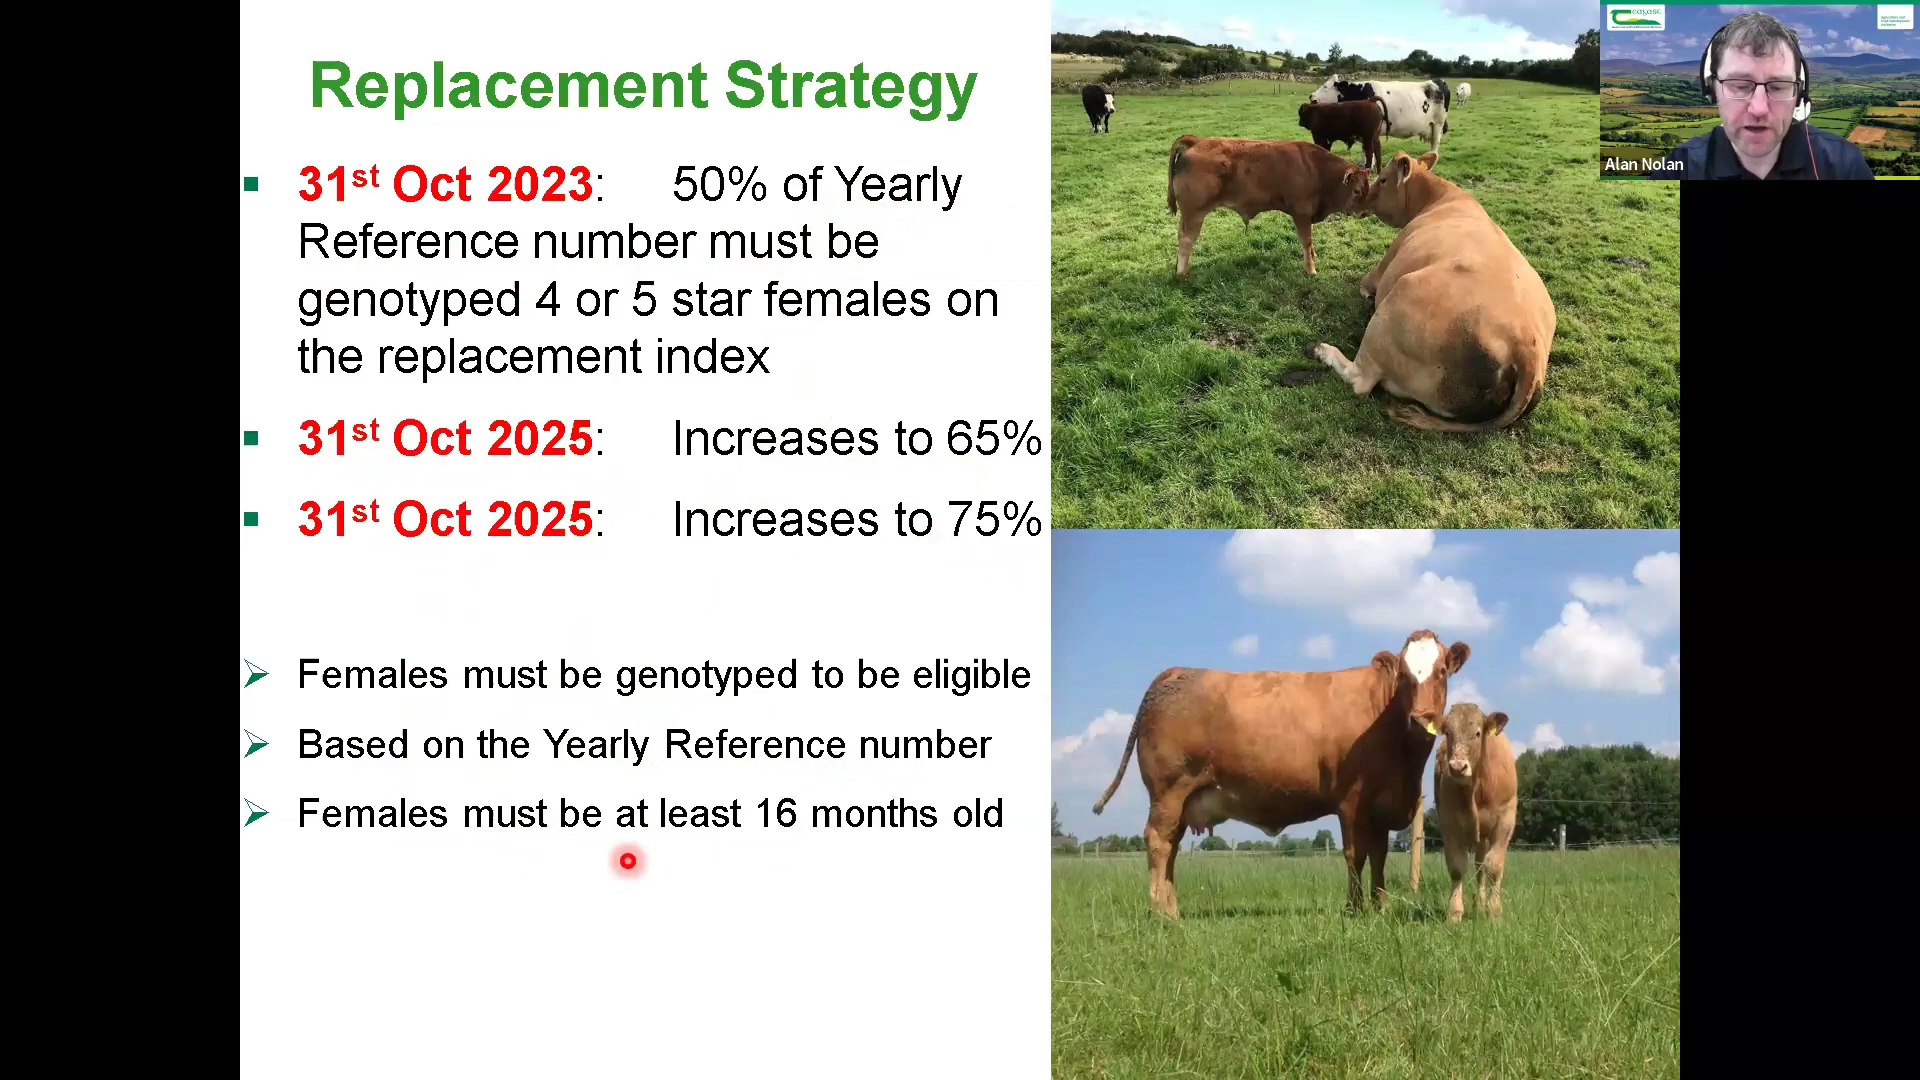 Replacement Strategy
▪ 31st Oct 2023: 50% of Yearly
Reference number must be
genotyped 4 or 5 star females on
the replacement index
▪ 31st Oct 2025: Increases to 65%
▪ 31st Oct 2025: Increases to 75%
➢ Females must be genotyped to be eligible
➢ Based on the Yearly Reference number
➢ Females must be at least 16 months old
teagasc
Alan Nolan